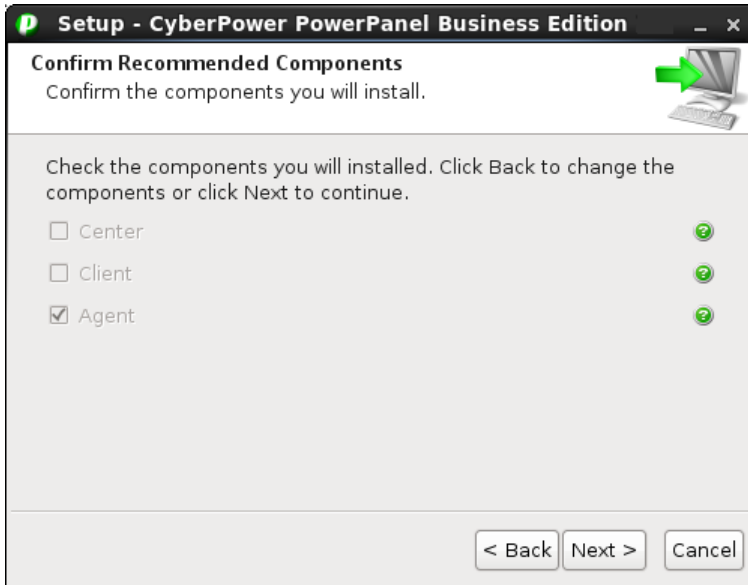 Setup - CyberPower PowerPanel Business Edition
Confirm Recommended Components
Confirm the components you will install.
Check the components you will installed. Click Back to change the
components or click Next to continue.
Center
Client
Agent
< Back Next > Cancel